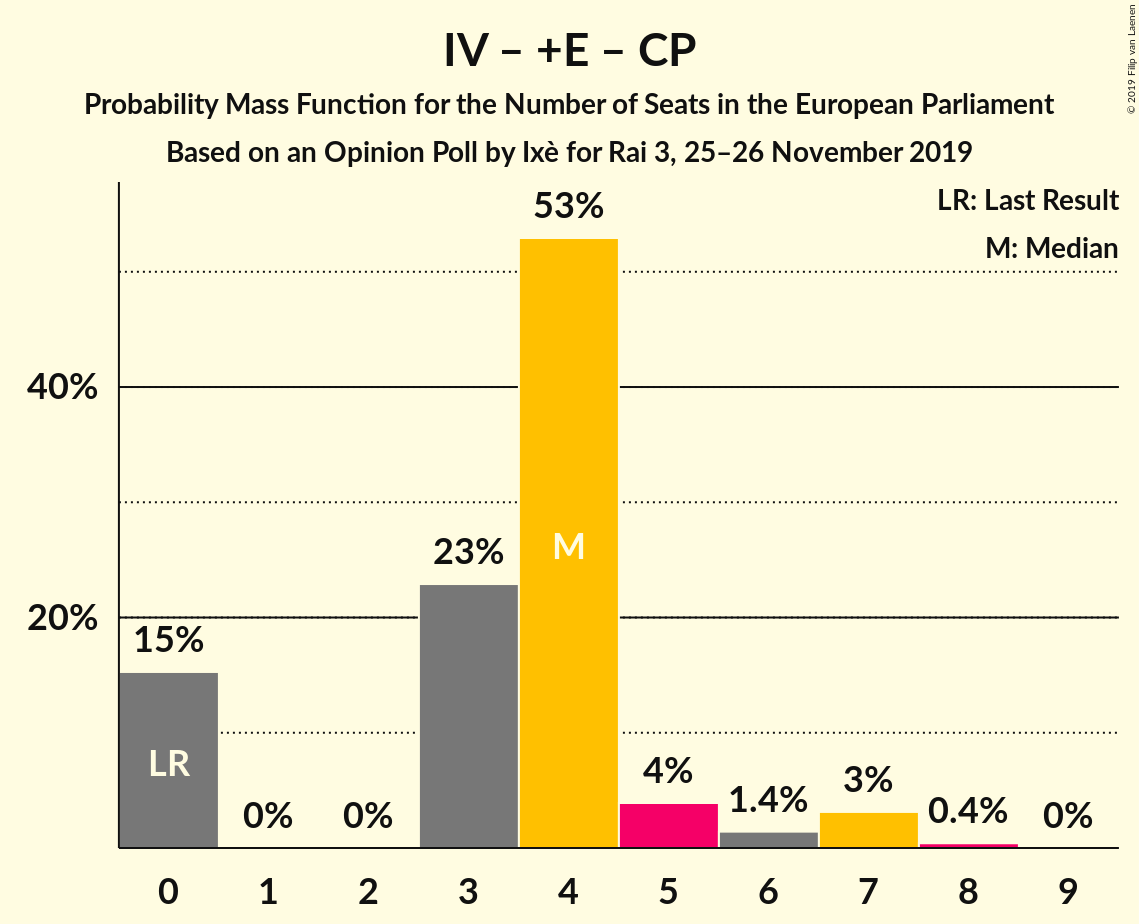 IV – +E – CP
Probability Mass Function for the Number of Seats in the European Parliament
Based on an Opinion Poll by Ixè for Rai 3, 25–26 November 2019
© 2019 Filip van Laenen
LR: Last Result
M: Median
53%
40%
23%
M
20%
15%
LR
0%
0%
4%
1.4%
3%
0.4%
0%
0 1 2 3 4 5 6 7 8 9